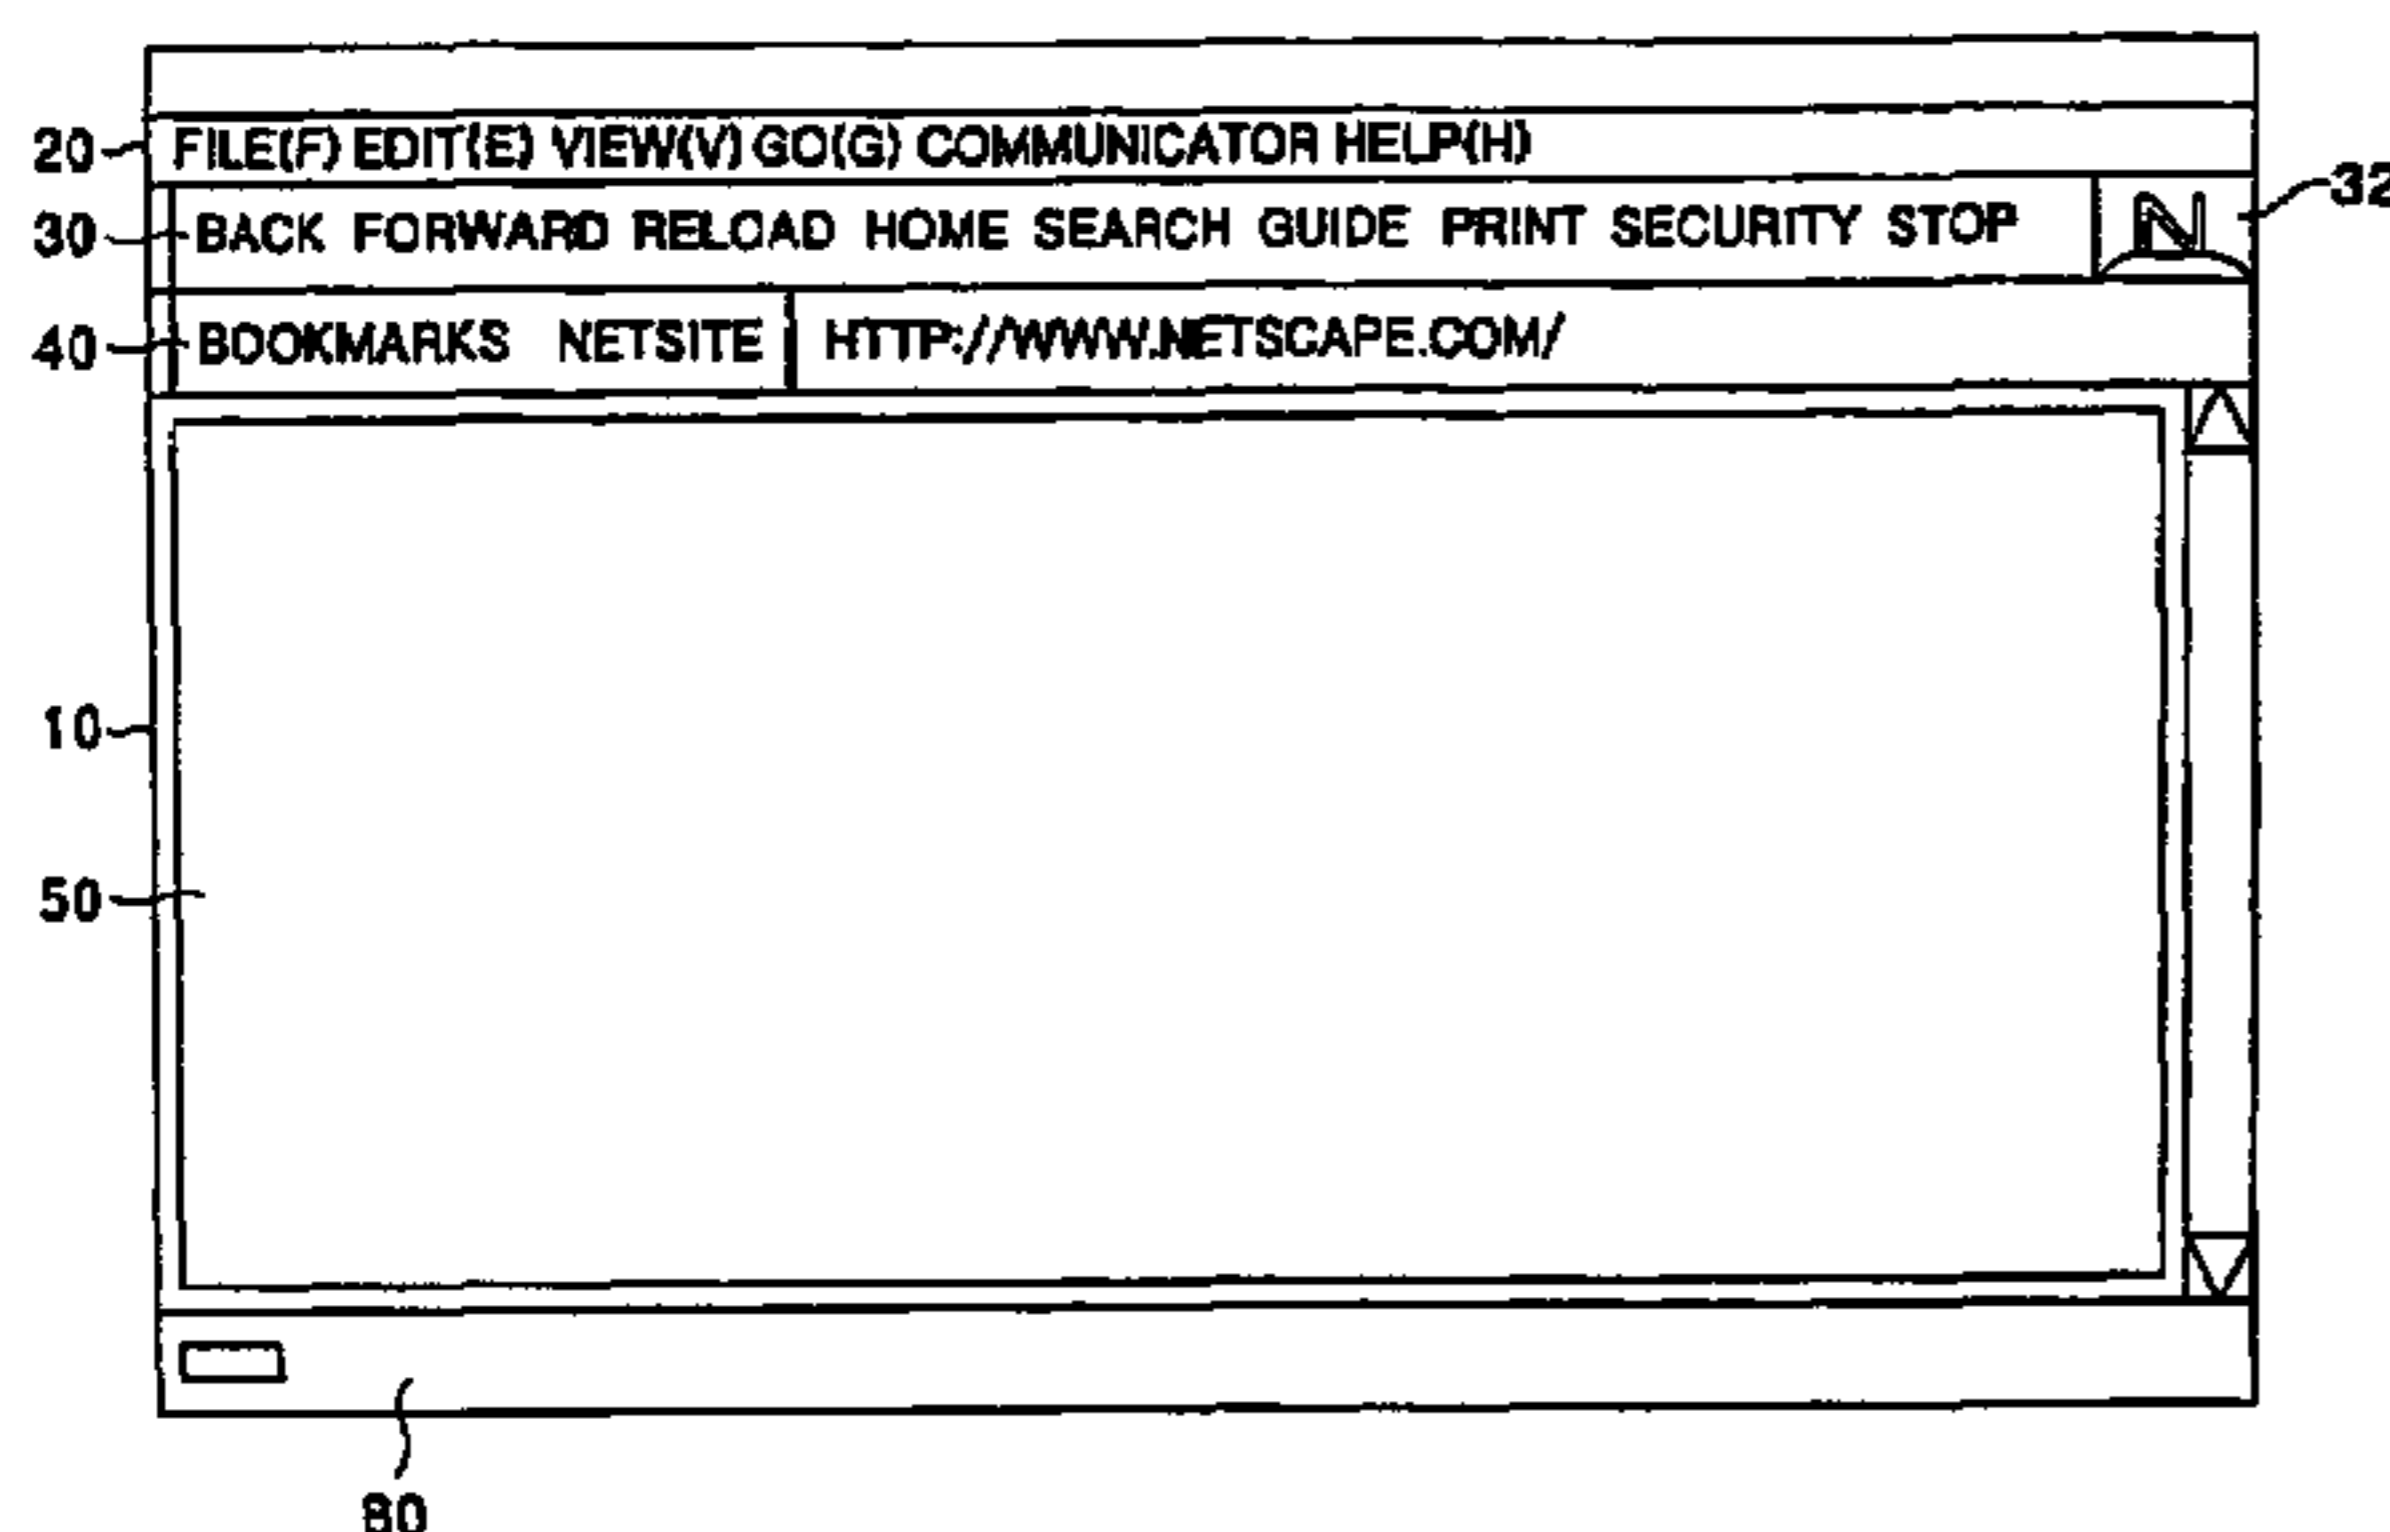 20 FILE(F) EDIT(E) VIEW(V) GO(G) COMMUNICATOR HELP(H)
30 BACK FORWARD RELOAD HOME SEARCH GUIDE PRINT SECURITY STOP N 32
40 BOOKMARKS NETSITE HTTP://WWW.NETSCAPE.COM/
10
50